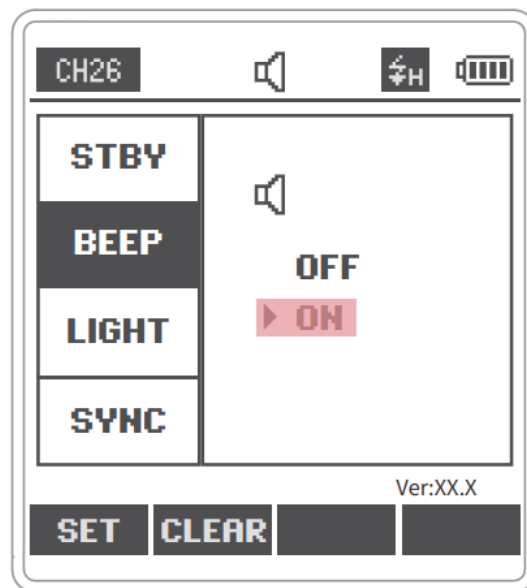 CH26 H
STBY
BEEP
OFF
▶ ON
LIGHT
SYNC
Ver:XX.X
SET CLEAR